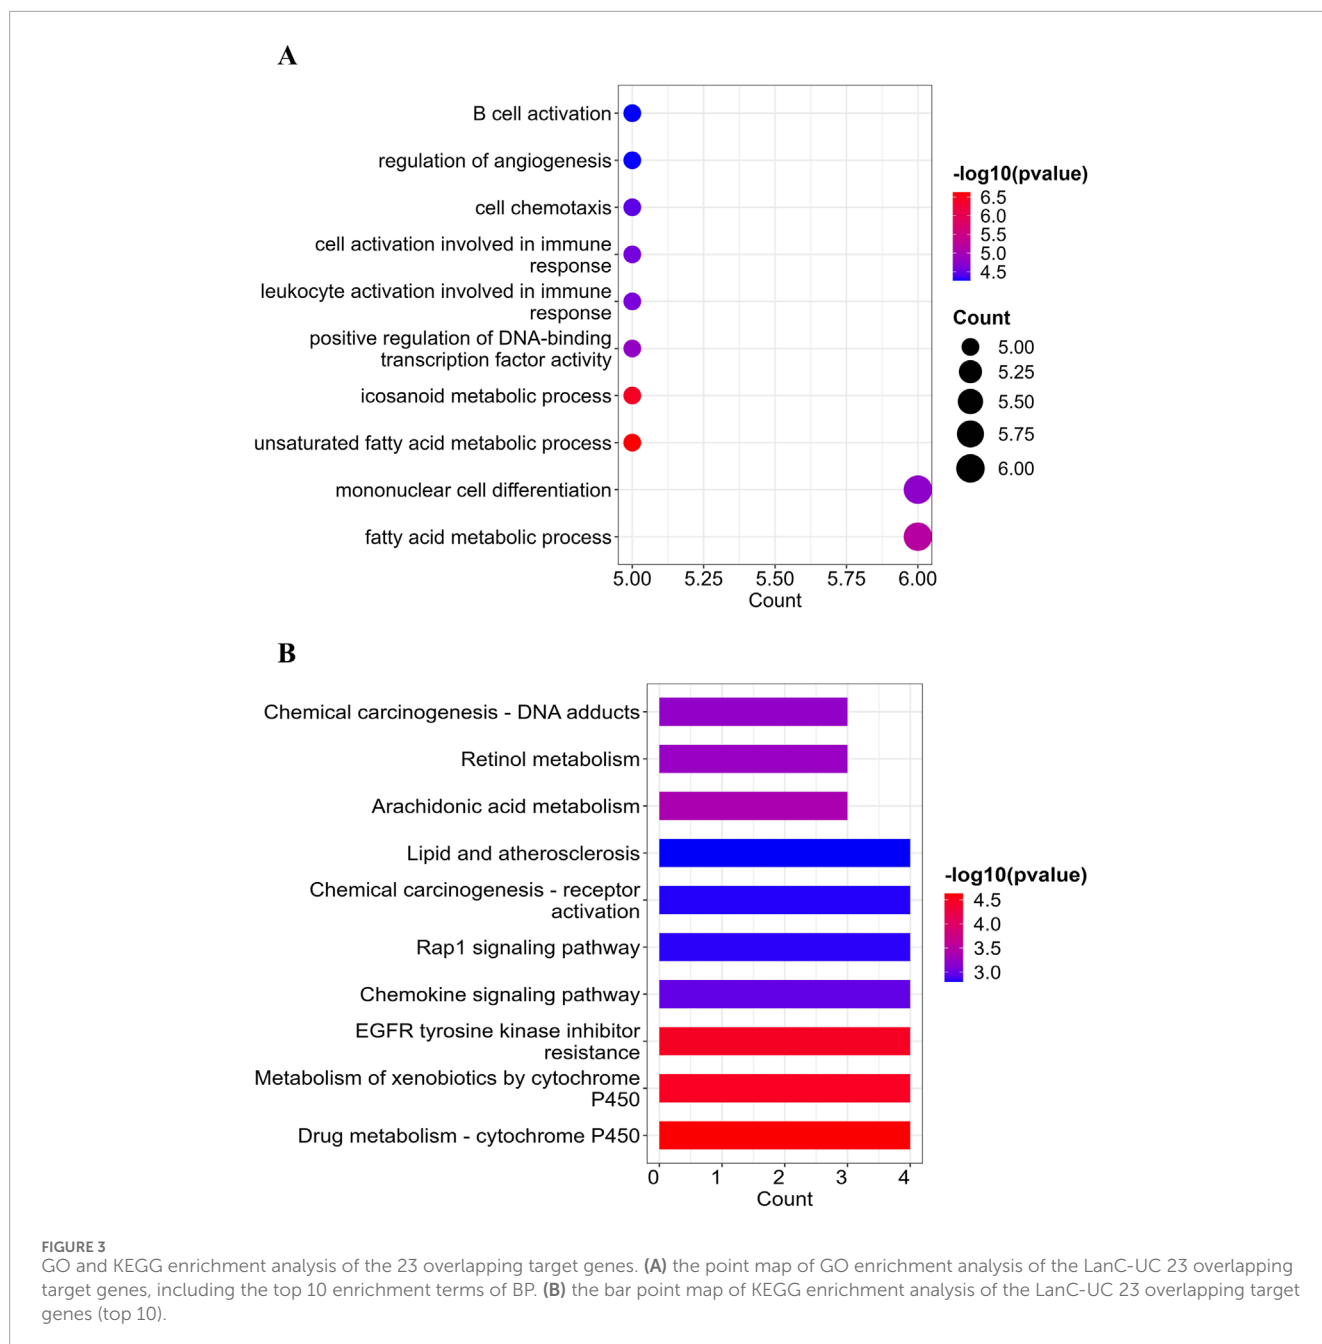 A
B cell activation
regulation of angiogenesis
cell chemotaxis
cell activation involved in immune
response
leukocyte activation involved in immune
response
positive regulation of DNA-binding
transcription factor activity
icosanoid metabolic process
unsaturated fatty acid metabolic process
mononuclear cell differentiation
fatty acid metabolic process
5.00 5.25 5.50 5.75 6.00
Count
-log10(pvalue)
6.5
6.0
5.5
5.0
4.5
Count
5.00
5.25
5.50
5.75
6.00
B
Chemical carcinogenesis - DNA adducts
Retinol metabolism
Arachidonic acid metabolism
Lipid and atherosclerosis
Chemical carcinogenesis - receptor
activation
Rap1 signaling pathway
Chemokine signaling pathway
EGFR tyrosine kinase inhibitor
resistance
Metabolism of xenobiotics by cytochrome
P450
Drug metabolism - cytochrome P450
0 1 2 3 4
Count
-log10(pvalue)
4.5
4.0
3.5
3.0
FIGURE 3
GO and KEGG enrichment analysis of the 23 overlapping target genes. (A) the point map of GO enrichment analysis of the LanC-UC 23 overlapping
target genes, including the top 10 enrichment terms of BP. (B) the bar point map of KEGG enrichment analysis of the LanC-UC 23 overlapping target
genes (top 10).